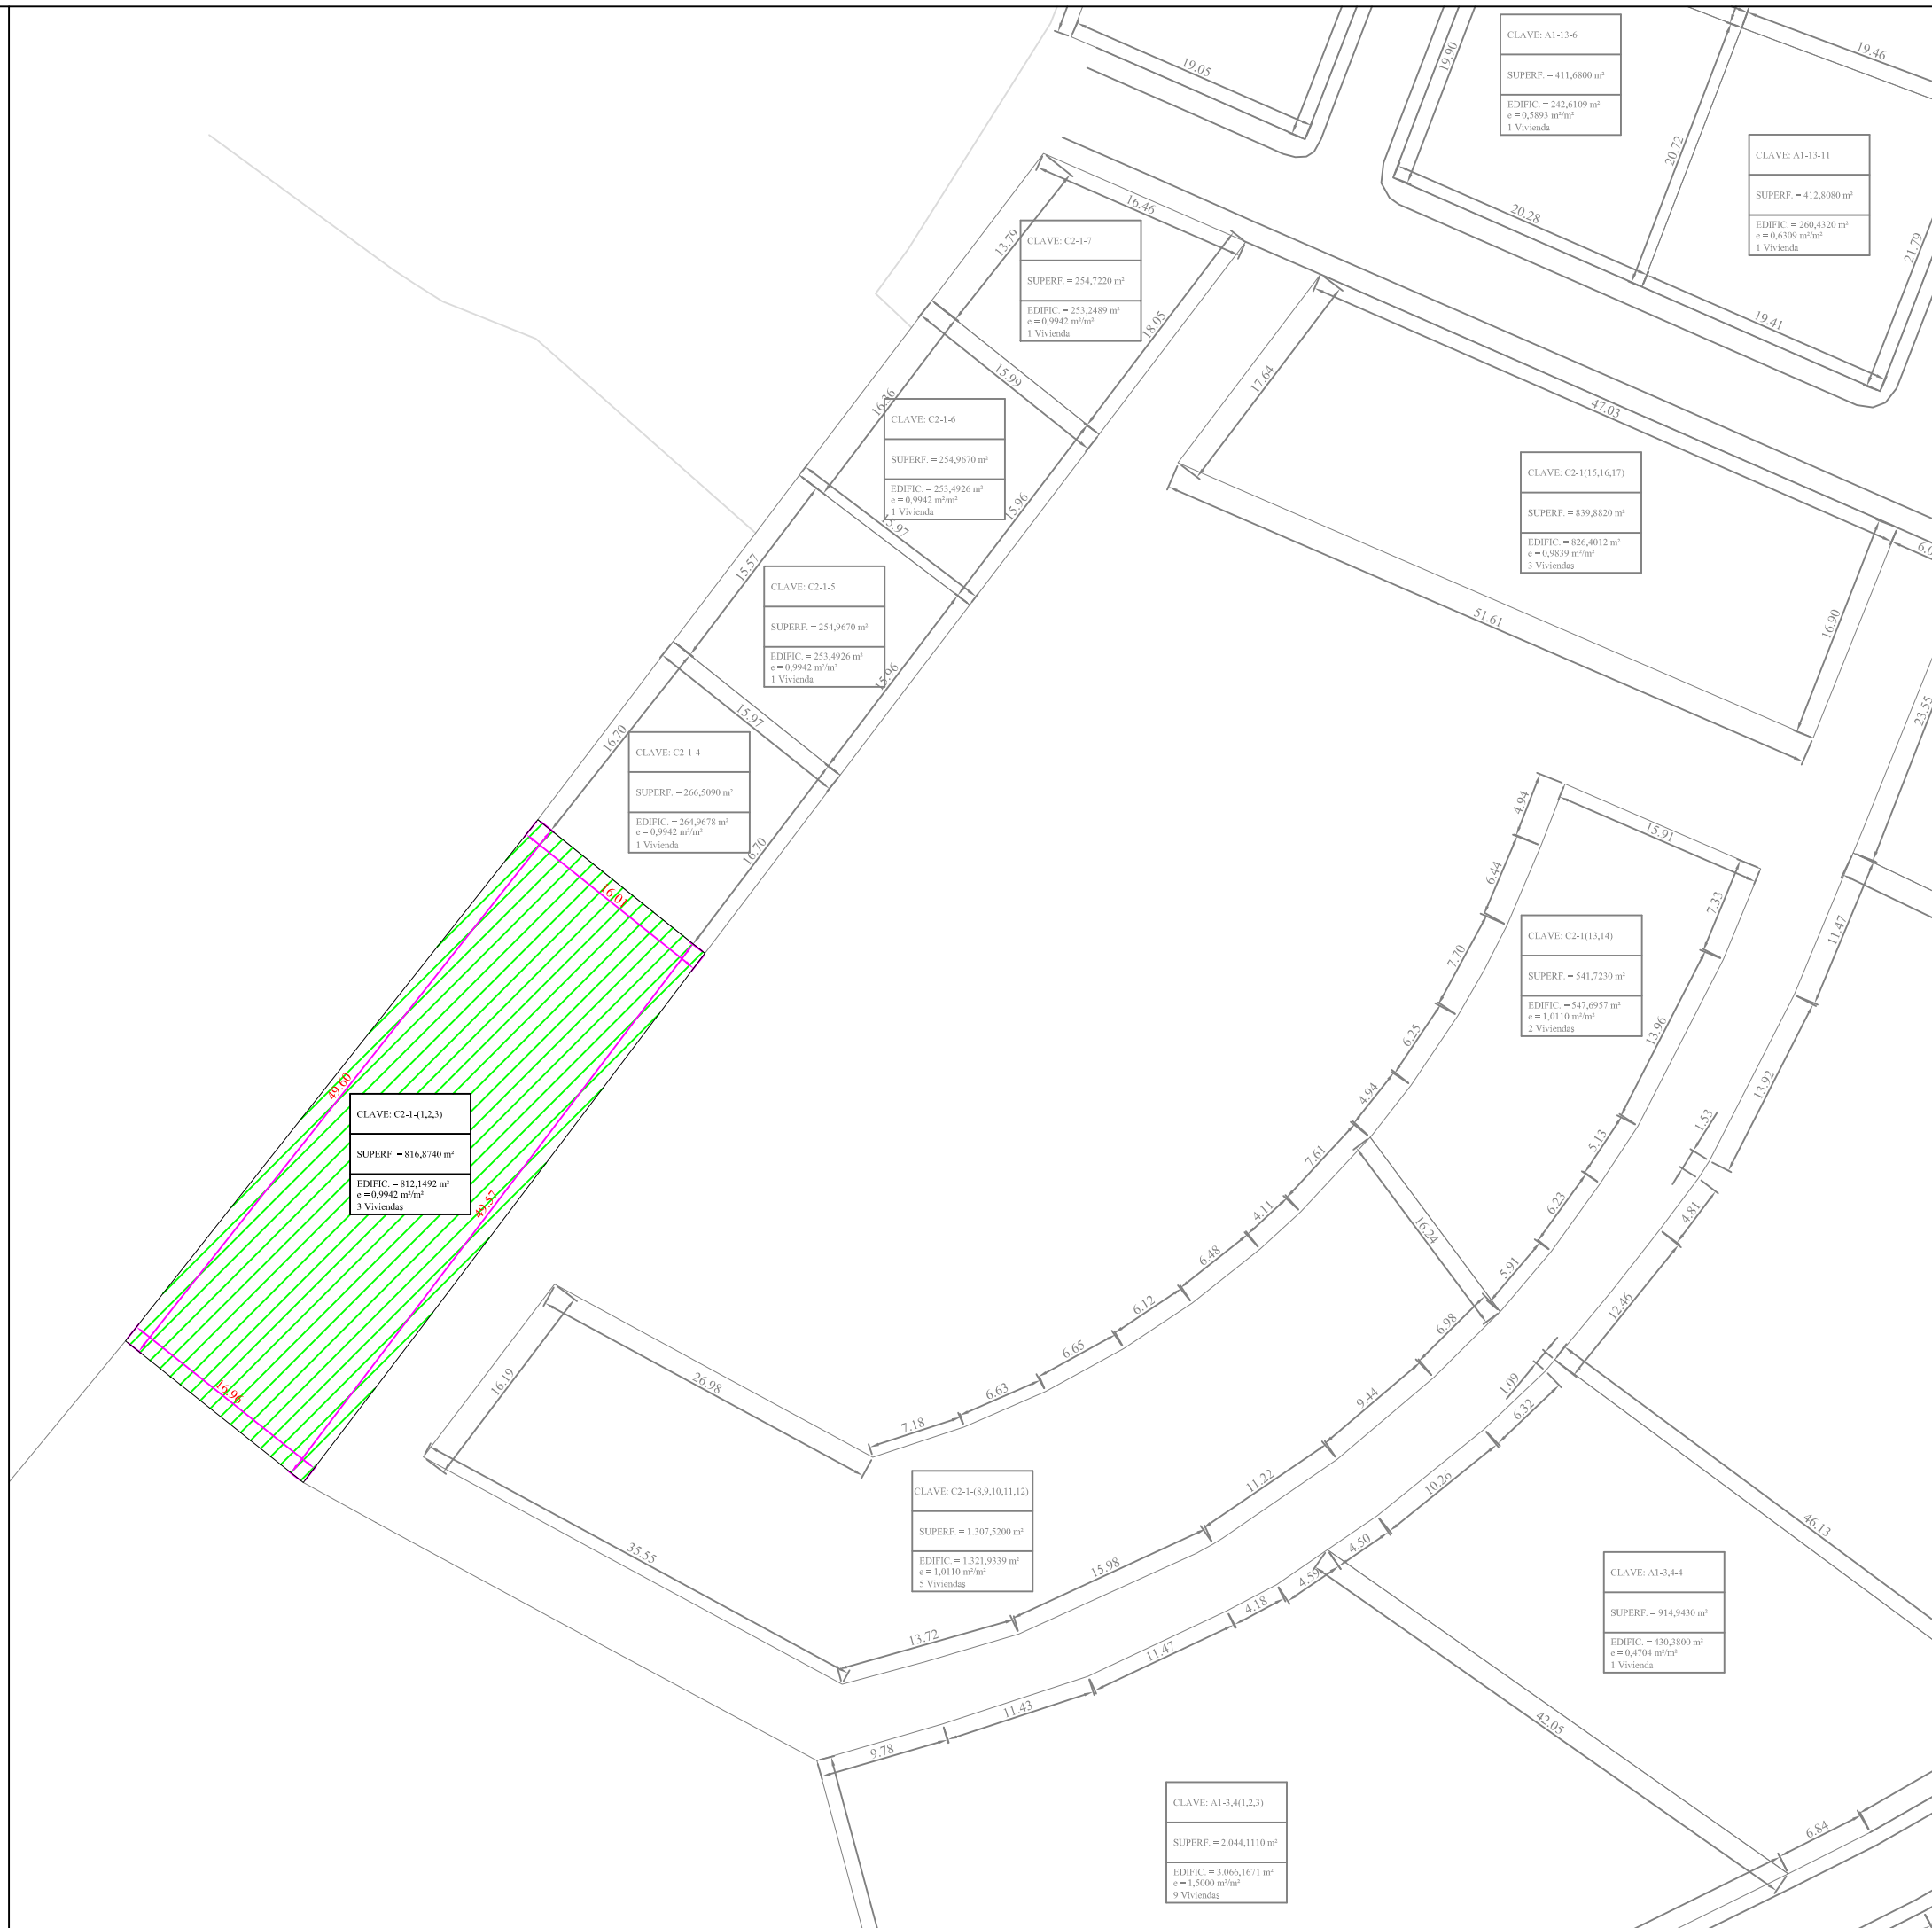 19.05
19.90
CLAVE: A1-13-6
SUPERF. = 411,6800 m²
EDIFIC. = 242,6109 m²
e = 0,5893 m²/m²
1 Vivienda
19.46
20.72
CLAVE: A1-13-11
SUPERF. = 412,8080 m²
EDIFIC. = 260,4320 m²
e = 0,6309 m²/m²
1 Vivienda
20.28
21.79
19.41
16.46
13.79
CLAVE: C2-1-7
SUPERF. = 254,7220 m²
EDIFIC. = 253,2489 m²
e = 0,9942 m²/m²
1 Vivienda
18.05
15.99
17.64
47.03
16.36
CLAVE: C2-1-6
SUPERF. = 254,9670 m²
EDIFIC. = 253,4926 m²
e = 0,9942 m²/m²
1 Vivienda
15.97
15.96
CLAVE: C2-1(15,16,17)
SUPERF. = 839,8820 m²
EDIFIC. = 826,4012 m²
e = 0,9839 m²/m²
3 Viviendas
51.61
16.90
15.57
CLAVE: C2-1-5
SUPERF. = 254,9670 m²
EDIFIC. = 253,4926 m²
e = 0,9942 m²/m²
1 Vivienda
15.96
15.97
23.55
16.70
CLAVE: C2-1-4
SUPERF. = 266,5090 m²
EDIFIC. = 264,9678 m²
e = 0,9942 m²/m²
1 Vivienda
16.70
4.94
15.91
6.44
7.33
16.01
7.70
CLAVE: C2-1(13,14)
SUPERF. = 541,7230 m²
EDIFIC. = 547,6957 m²
e = 1,0110 m²/m²
2 Viviendas
11.47
6.25
13.96
4.94
13.92
49.60
CLAVE: C2-1-(1,2,3)
SUPERF. = 816,8740 m²
EDIFIC. = 812,1492 m²
e = 0,9942 m²/m²
3 Viviendas
49.57
7.61
5.13
1.53
4.11
16.24
6.23
4.81
6.48
5.91
6.12
12.46
6.98
6.65
16.19
26.98
16.96
6.63
7.18
9.44
1.09
6.32
11.22
10.26
CLAVE: C2-1-(8,9,10,11,12)
SUPERF. = 1.307,5200 m²
EDIFIC. = 1.321,9339 m²
e = 1,0110 m²/m²
5 Viviendas
35.55
15.98
4.50
46.13
4.59
4.18
CLAVE: A1-3,4-4
SUPERF. = 914,9430 m²
EDIFIC. = 430,3800 m²
e = 0,4704 m²/m²
1 Vivienda
13.72
11.47
11.43
9.78
42.05
CLAVE: A1-3,4(1,2,3)
SUPERF. = 2.044,1110 m²
EDIFIC. = 3.066,1671 m²
e = 1,5000 m²/m²
9 Viviendas
6.84